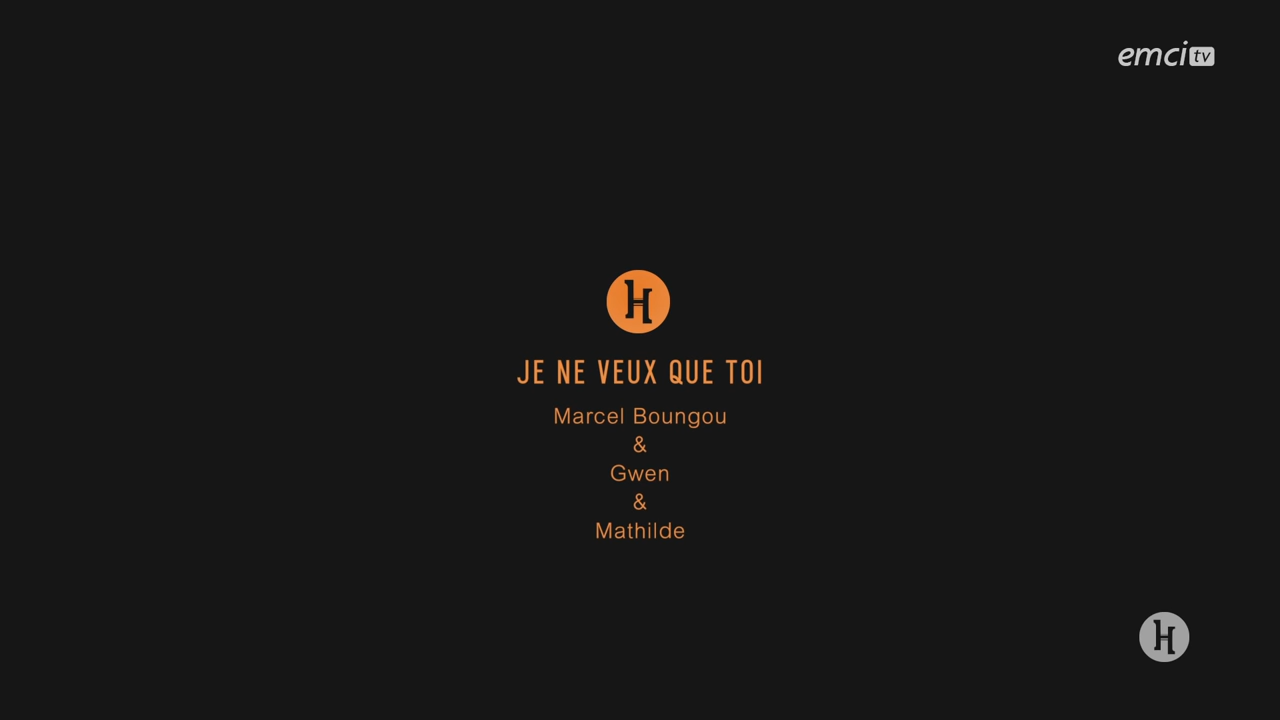 emci tv
H
JE NE VEUX QUE TOI
Marcel Boungou
&
Gwen
&
Mathilde
H